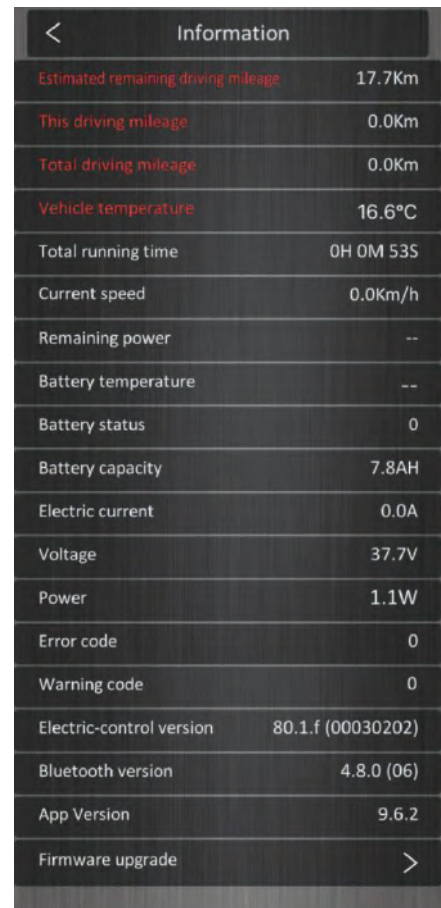 < Information
Estimated remaining driving mileage 17.7Km
This driving mileage 0.0Km
Total driving mileage 0.0Km
Vehicle temperature 16.6°C
Total running time 0H 0M 53S
Current speed 0.0Km/h
Remaining power --
Battery temperature --
Battery status 0
Battery capacity 7.8AH
Electric current 0.0A
Voltage 37.7V
Power 1.1W
Error code 0
Warning code 0
Electric-control version 80.1.f (00030202)
Bluetooth version 4.8.0 (06)
App Version 9.6.2
Firmware upgrade >